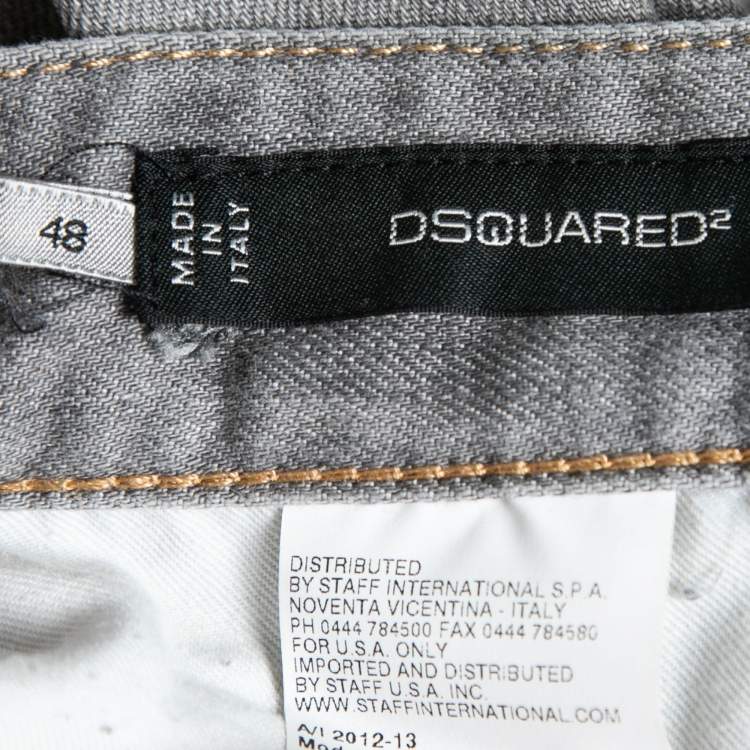 48
MADE
IN
ITALY
DSQUARED²
DISTRIBUTED
BY STAFF INTERNATIONAL S.P.A.
NOVENTA VICENTINA - ITALY
PH 0444 784500 FAX 0444 784580
FOR U.S.A. ONLY
IMPORTED AND DISTRIBUTED
BY STAFF U.S.A. INC.
WWW.STAFFINTERNATIONAL.COM
A/I 2012-13